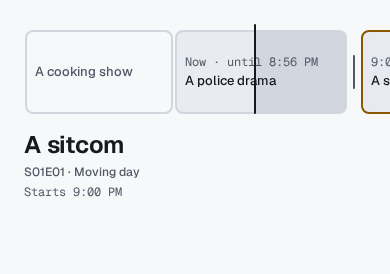 A cooking show
Now · until 8:56 PM
A police drama
A sitcom
S01E01 · Moving day
Starts 9:00 PM